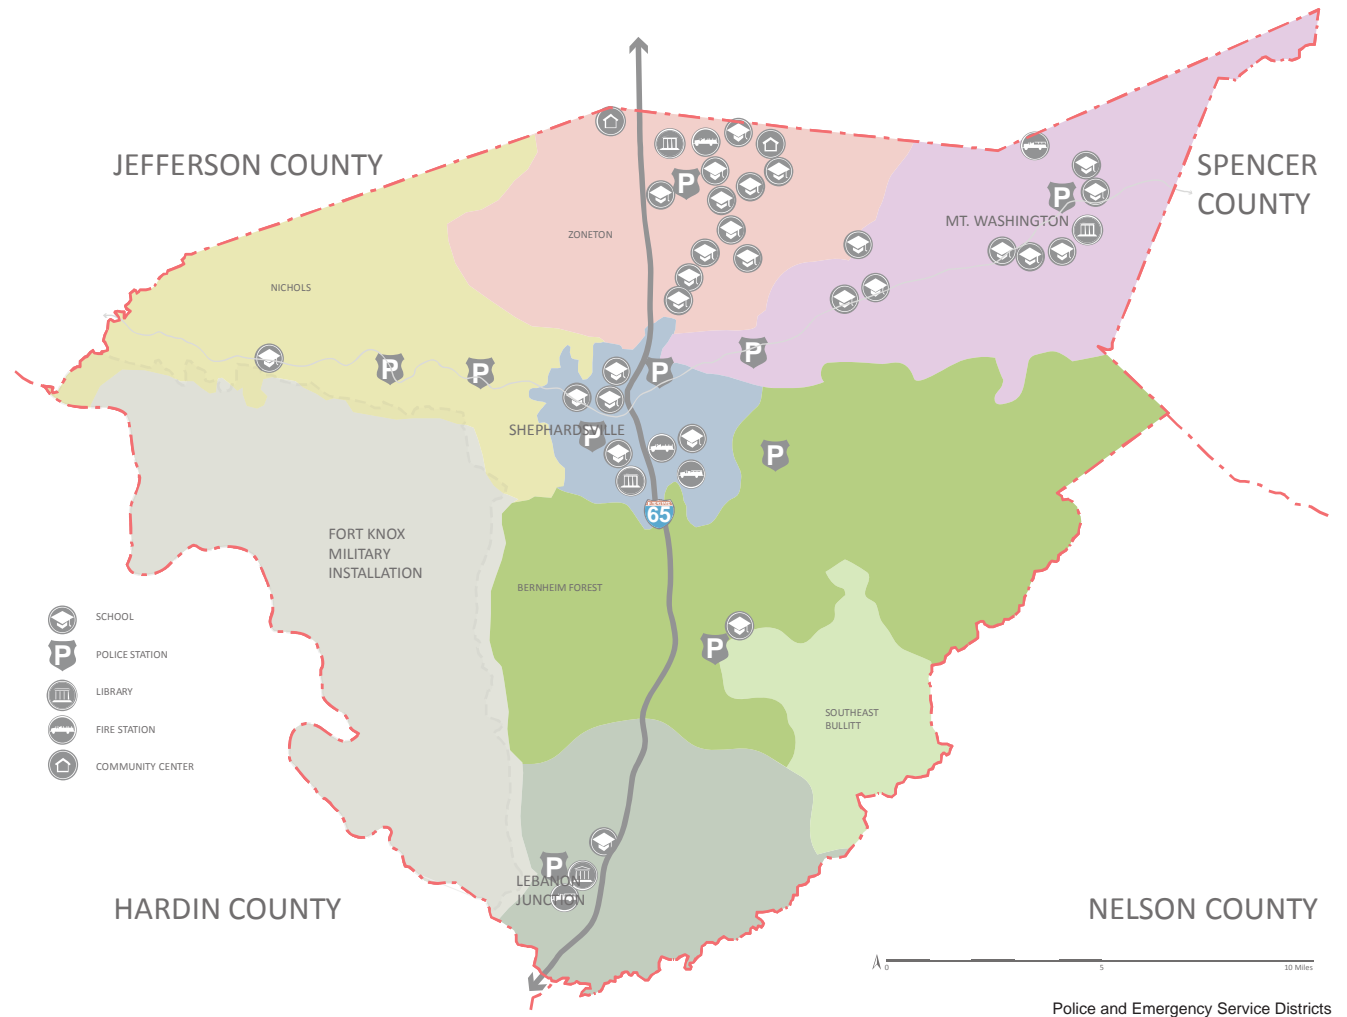 JEFFERSON COUNTY
SPENCER
COUNTY
P
P
MT. WASHINGTON
ZONETON
NICHOLS
P
P
P
P
SHEPHARDSVILLE
P
P
65
FORT KNOX
MILITARY
INSTALLATION
BERNHEIM FOREST
SCHOOL
P
POLICE STATION
P
LIBRARY
SOUTHEAST
BULLITT
FIRE STATION
COMMUNITY CENTER
P
LEBANON
JUNCTION
HARDIN COUNTY
NELSON COUNTY
0
5
10 Miles
Police and Emergency Service Districts